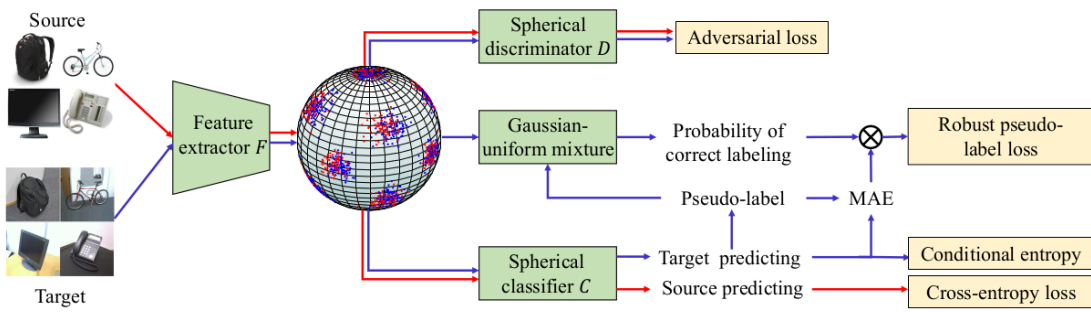 Source
Target
Feature
extractor F
Spherical
discriminator D
Adversarial loss
Gaussian-
uniform mixture
Probability of
correct labeling
Robust pseudo-
label loss
Pseudo-label
MAE
Spherical
classifier C
Target predicting
Source predicting
Conditional entropy
Cross-entropy loss